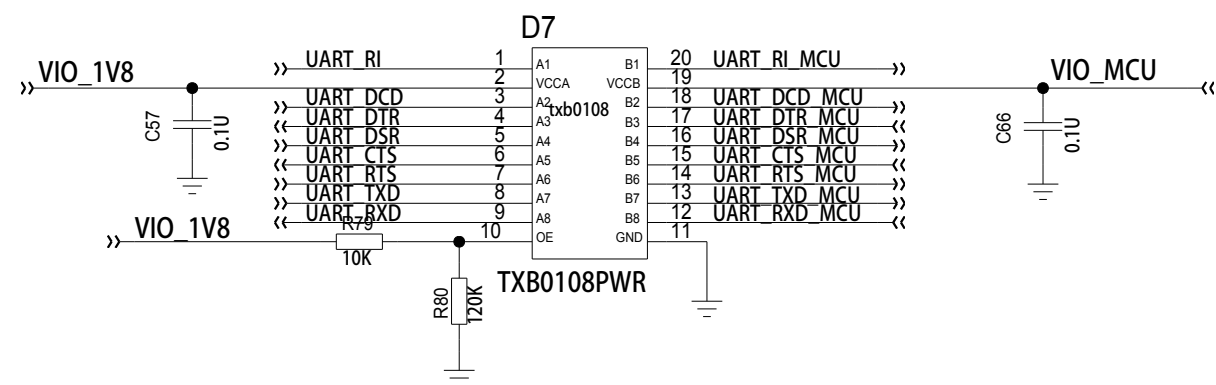 D7
UART_RI 1 A1 B1 20 UART_RI_MCU
VIO_1V8 2 VCCA VCCB 19 VIO_MCU
UART_DCD 3 A2 B2 18 UART_DCD_MCU
txb0108
UART_DTR 4 A3 B3 17 UART_DTR_MCU
UART_DSR 5 A4 B4 16 UART_DSR_MCU
UART_CTS 6 A5 B5 15 UART_CTS_MCU
UART_RTS 7 A6 B6 14 UART_RTS_MCU
UART_TXD 8 A7 B7 13 UART_TXD_MCU
UART_RXD 9 A8 B8 12 UART_RXD_MCU
C57 0.1U
C66 0.1U
VIO_1V8 R79 10 OE GND 11
10K
TXB0108PWR
R80 120K